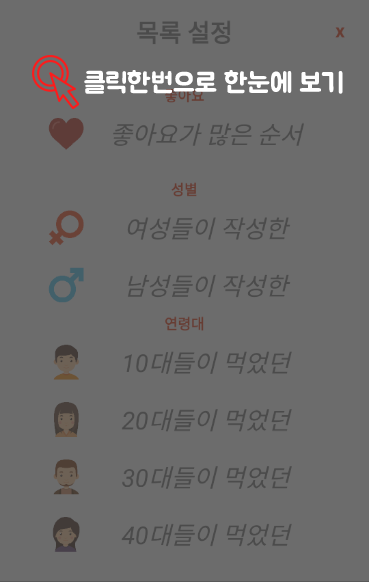 목록 설정
x
클릭한번으로 한눈에 보기
좋아요
좋아요가 많은 순서
성별
여성들이 작성한
남성들이 작성한
연령대
10대들이 먹었던
20대들이 먹었던
30대들이 먹었던
40대들이 먹었던